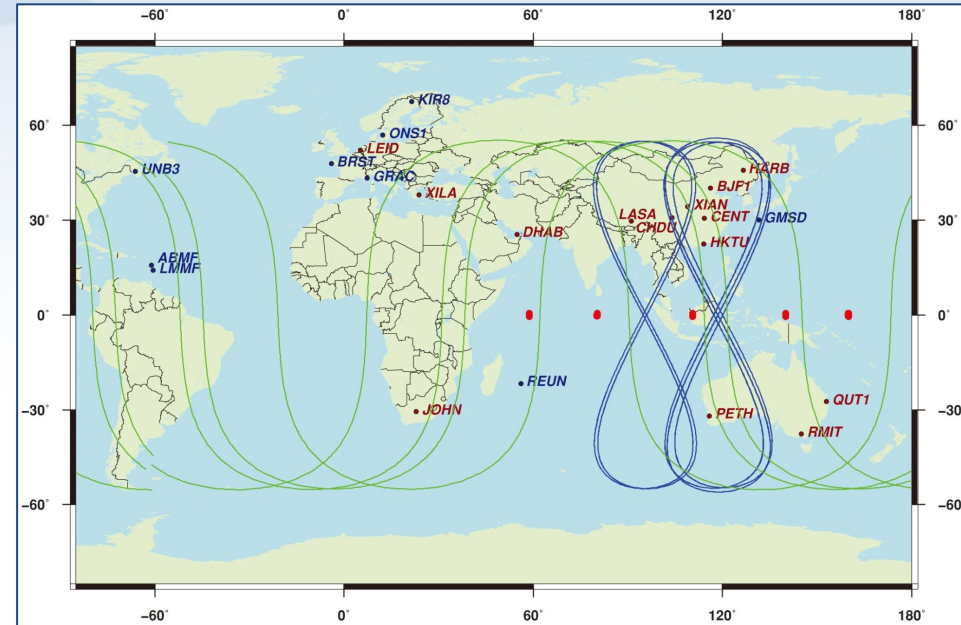 −60° 0° 60° 120° 180°
KIR8
60° 60°
ONS1
LEID
BRST
HARB
UNB3
GRAC
BJF1
XILA
XIAN
30° 30°
LASA
CENT
GMSD
CHDU
DHAB
HKTU
ABMF
LMMF
0° 0°
REUN
QUT1
−30° −30°
JOHN
PETH
RMIT
−60° −60°
−60° 0° 60° 120° 180°